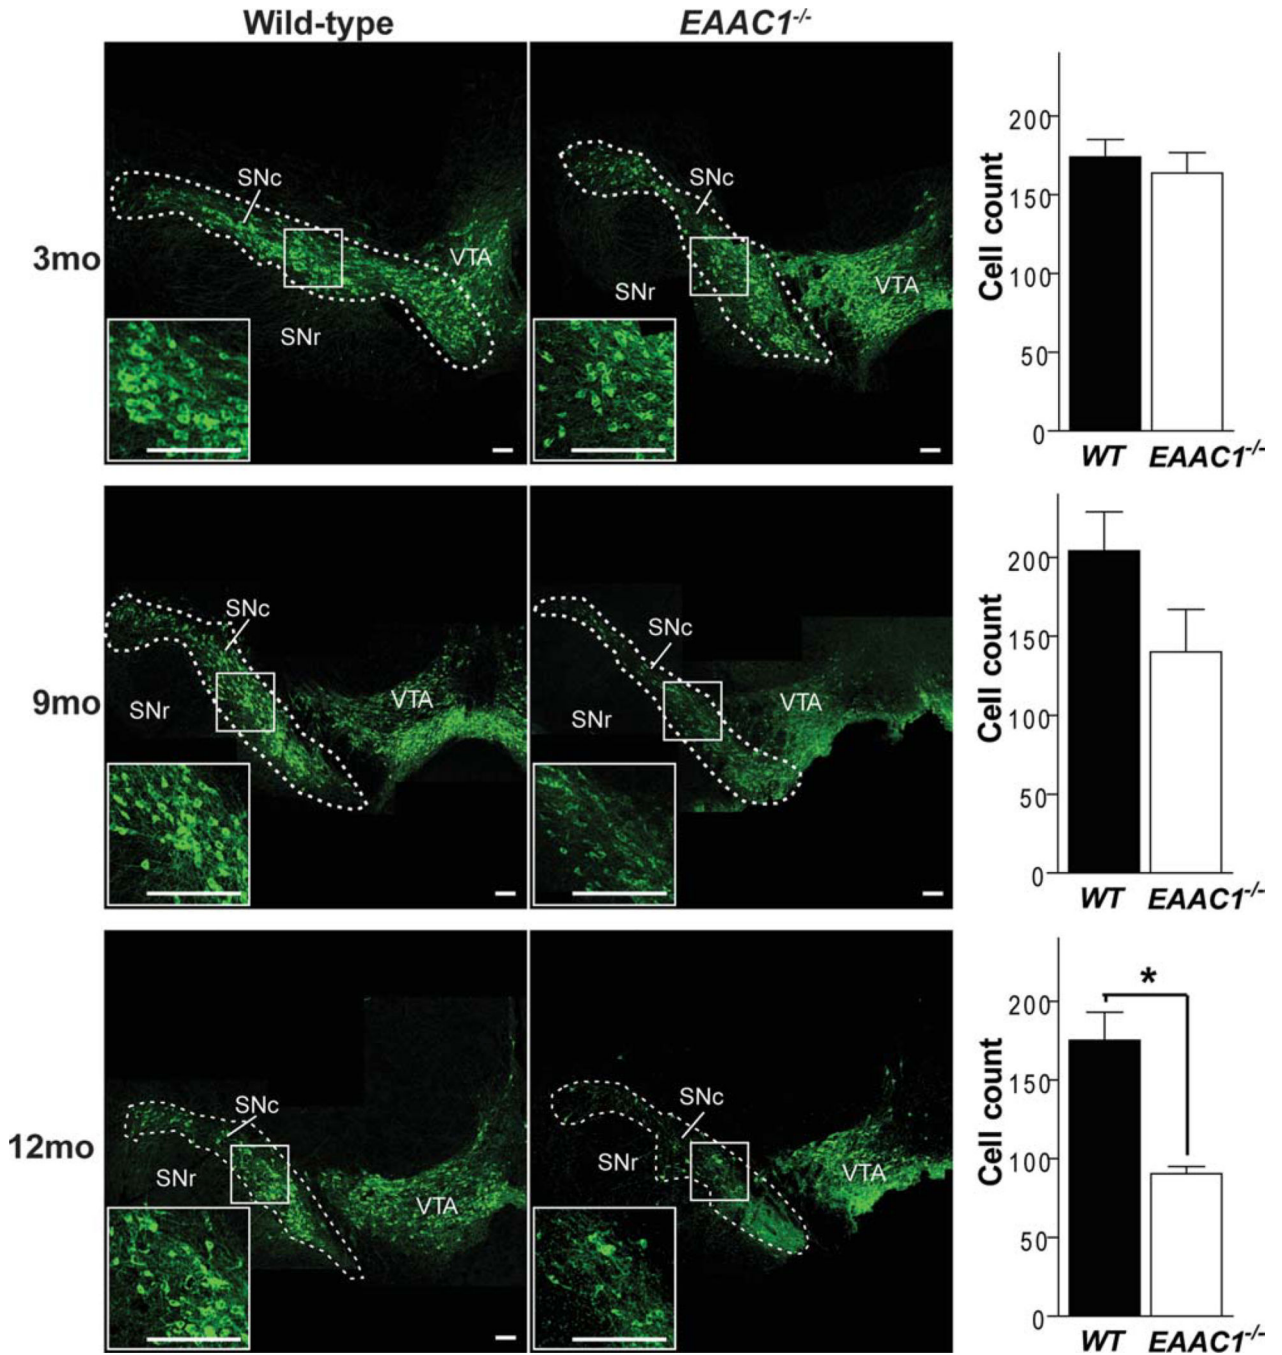 Wild-type
EAAC1-/-
3mo
SNc
VTA
SNr
SNc
VTA
SNr
Cell count
200
150
100
50
0
WT EAAC1-/-
9mo
SNc
VTA
SNr
SNc
VTA
SNr
Cell count
200
150
100
50
0
WT EAAC1-/-
12mo
SNc
SNr
VTA
SNc
SNr
VTA
Cell count
*
200
150
100
50
0
WT EAAC1-/-